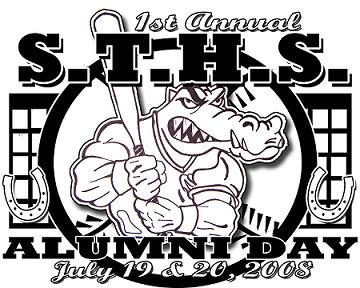 1st Annual
S.T.H.S.
ALUMNI DAY
July 19 & 20, 2008